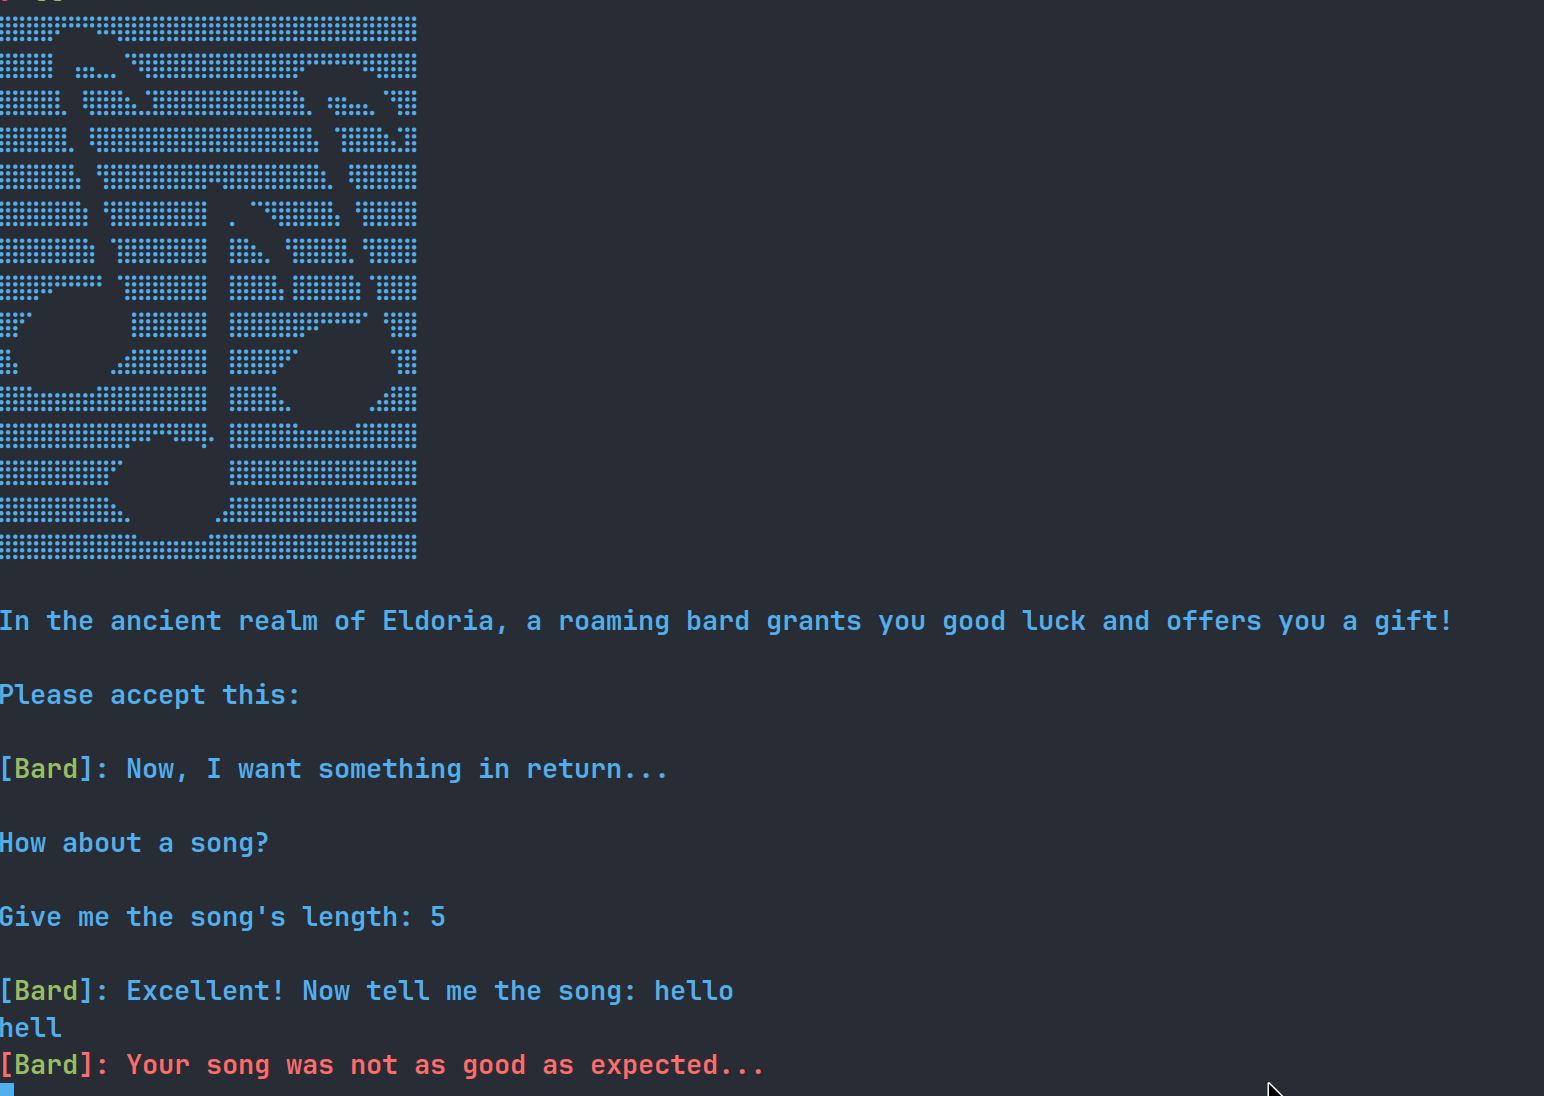 In the ancient realm of Eldoria, a roaming bard grants you good luck and offers you a gift!
Please accept this:
[Bard]: Now, I want something in return...
How about a song?
Give me the song's length: 5
[Bard]: Excellent! Now tell me the song: hello
hell
[Bard]: Your song was not as good as expected...